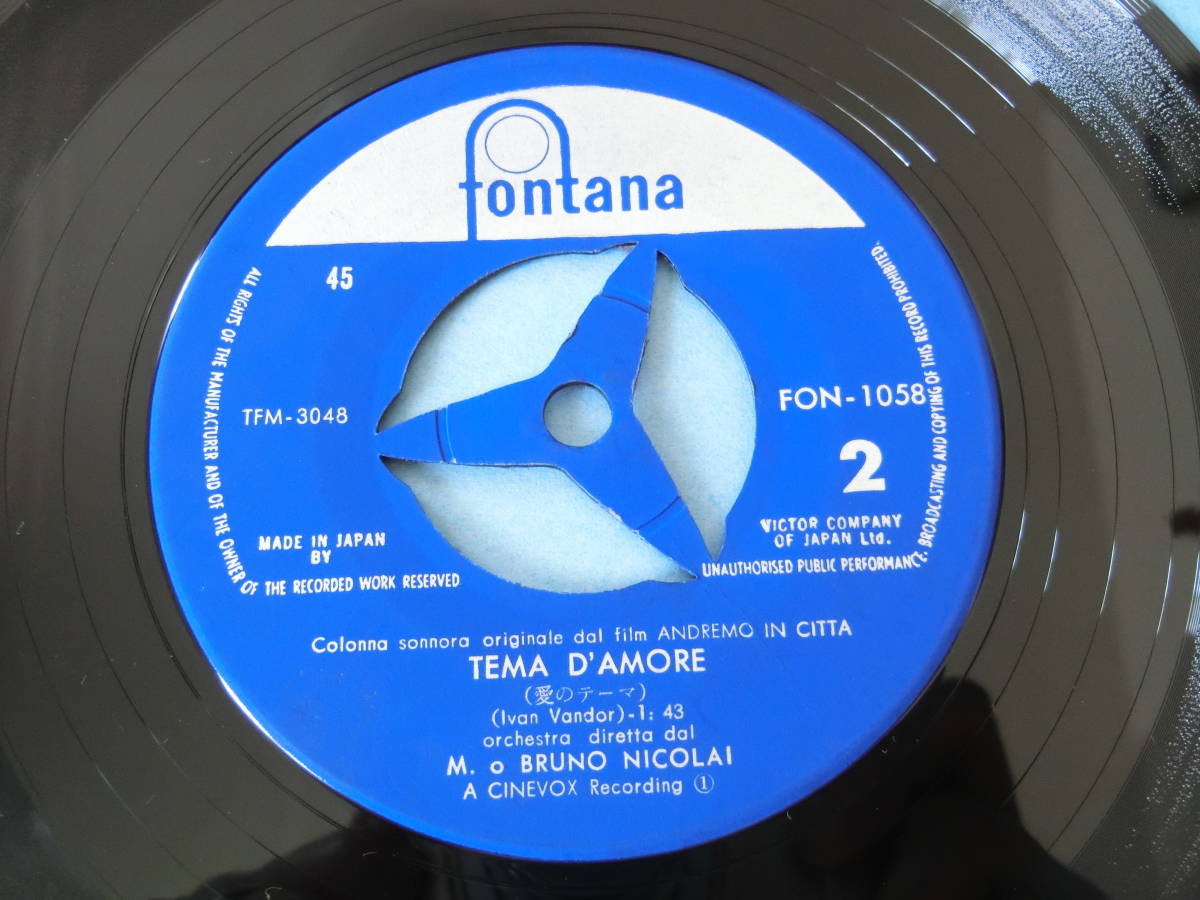 fontana
45
TFM-3048
FON-1058
2
MADE IN JAPAN
BY
VICTOR COMPANY
OF JAPAN Ltd.
ALL RIGHTS OF THE MANUFACTURER AND OF THE OWNER OF THE RECORDED WORK RESERVED
UNAUTHORISED PUBLIC PERFORMANCE, BROADCASTING AND COPYING OF THIS RECORD PROHIBITED.
Colonna sonnora originale dal film ANDREMO IN CITTA
TEMA D'AMORE
(愛のテーマ)
(Ivan Vandor)-1: 43
orchestra diretta dal
M. o BRUNO NICOLAI
A CINEVOX Recording ①